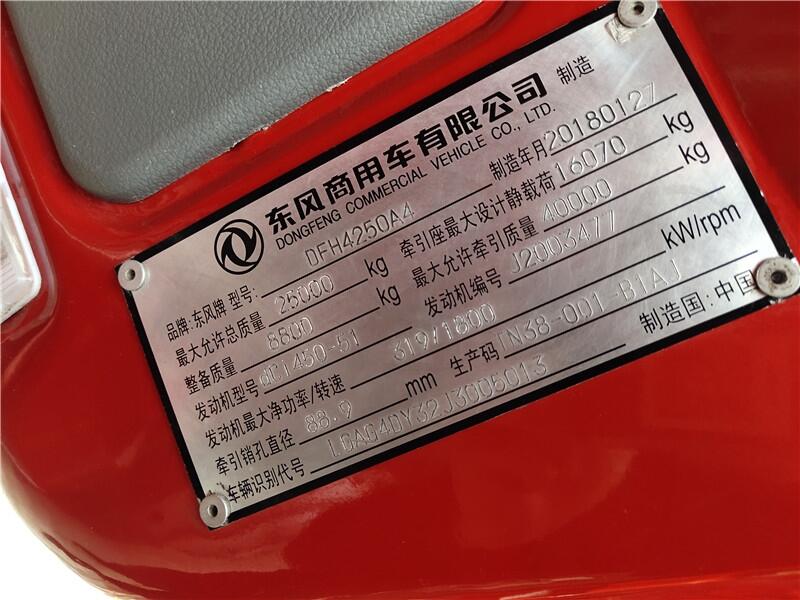 东风商用车有限公司 制造
DONGFENG COMMERCIAL VEHICLE CO., LTD.
品牌: 东风牌 型号: DFH4250A4 制造年月 20180127
最大允许总质量 25000 kg 牵引座最大设计静载荷 16070 kg
整备质量 8800 kg 最大允许牵引质量 40000 kg
发动机型号 dCi450-51 发动机编号 J2003477
发动机最大净功率/转速 319/1800 kW/rpm
牵引销孔直径 88.9 mm 生产码 TN38-001-B1AJ
车辆识别代号 LGAG4DY32J3005013 制造国: 中国